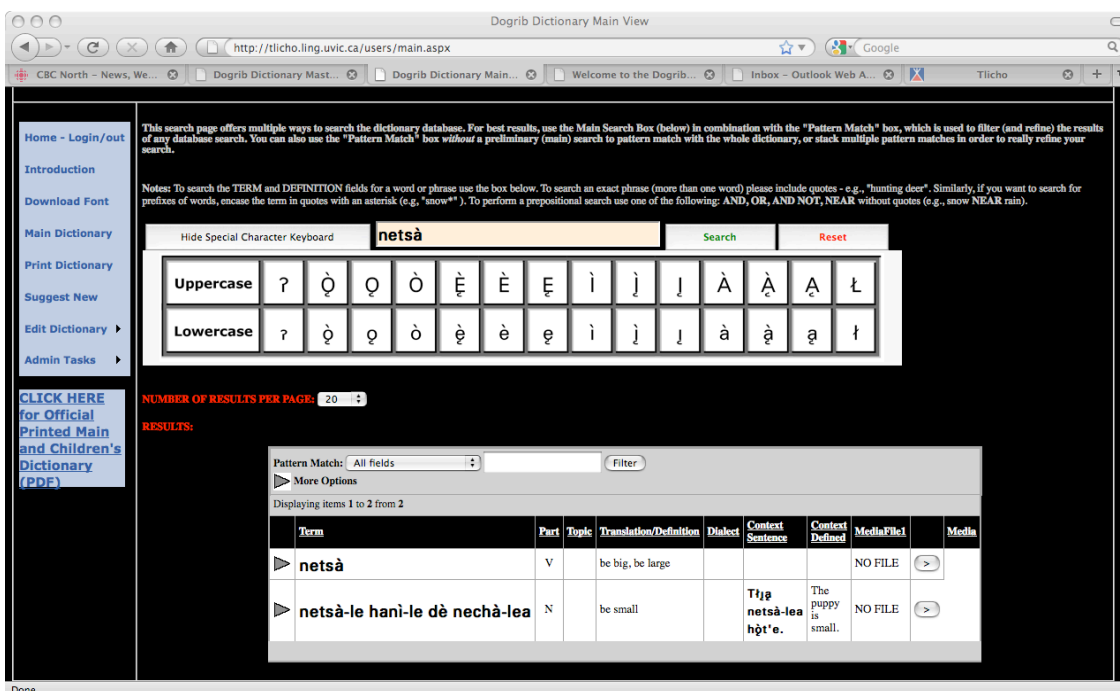 Dogrib Dictionary Main View
http://tlicho.ling.uvic.ca/users/main.aspx
Google
CBC North – News, We...
Dogrib Dictionary Mast...
Dogrib Dictionary Main...
Welcome to the Dogrib...
Inbox – Outlook Web A...
Tlicho
Home - Login/out
Introduction
Download Font
Main Dictionary
Print Dictionary
Suggest New
Edit Dictionary
Admin Tasks
CLICK HERE
for Official
Printed Main
and Children's
Dictionary
(PDF)
This search page offers multiple ways to search the dictionary database. For best results, use the Main Search Box (below) in combination with the "Pattern Match" box, which is used to filter (and refine) the results
of any database search. You can also use the "Pattern Match" box without a preliminary (main) search to pattern match with the whole dictionary, or stack multiple pattern matches in order to really refine your
search.
Notes: To search the TERM and DEFINITION fields for a word or phrase use the box below. To search an exact phrase (more than one word) please include quotes - e.g., "hunting deer". Similarly, if you want to search for
prefixes of words, encase the term in quotes with an asterisk (e.g, "snow*" ). To perform a prepositional search use one of the following: AND, OR, AND NOT, NEAR without quotes (e.g., snow NEAR rain).
Hide Special Character Keyboard netsà Search Reset
Uppercase ʔ Ǫ̀ Ǫ Ò Ę̀ È Ę Ì Į̀ Į À Ą̀ Ą Ł
Lowercase ʔ ǫ̀ ǫ ò ę̀ è ę ì į̀ į à ą̀ ą ł
NUMBER OF RESULTS PER PAGE: 20
RESULTS:
Pattern Match: All fields Filter
More Options
Displaying items 1 to 2 from 2
Term Part Topic Translation/Definition Dialect Context Sentence Context Defined MediaFile1 Media
netsà V be big, be large NO FILE >
netsà-le hanì-le dè nechà-lea N be small Tłı̨ą netsà-lea hǫ̀t'e. The puppy is small. NO FILE >
Done